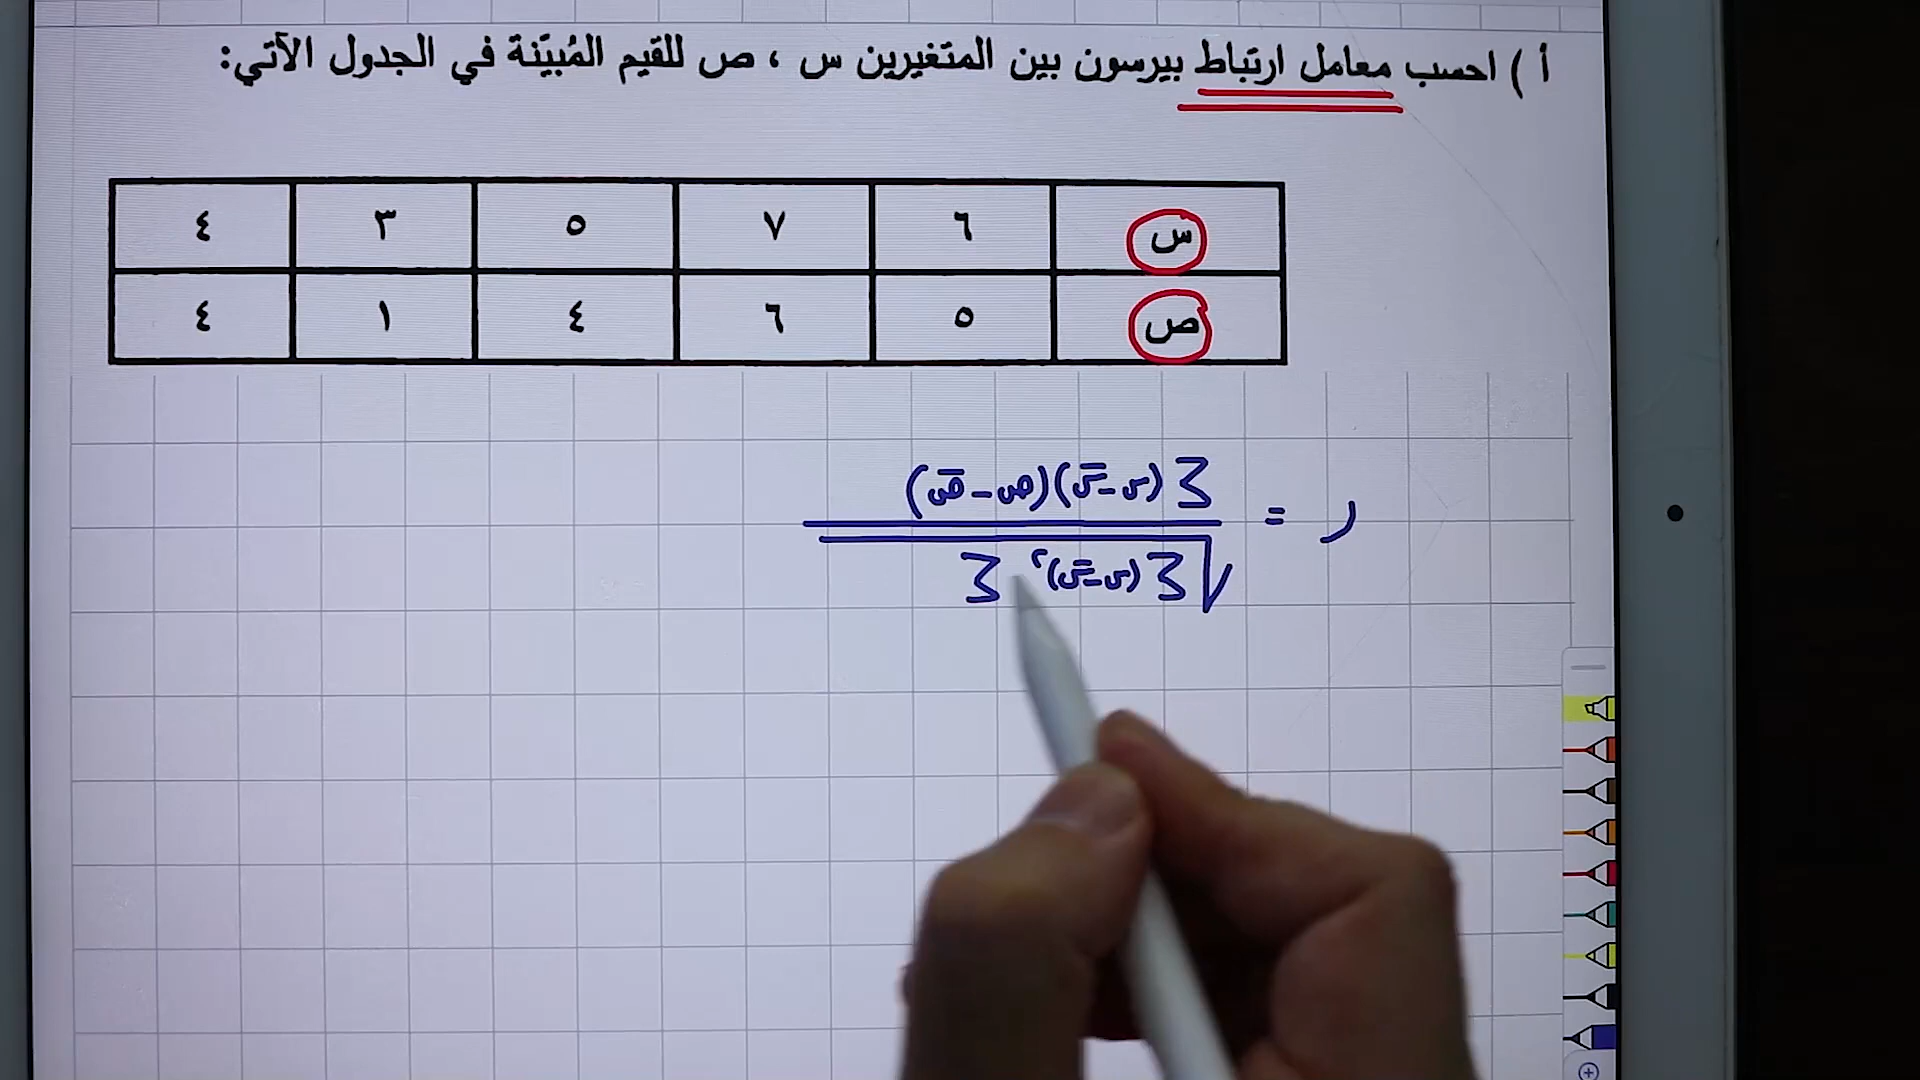 أ ) احسب معامل ارتباط بيرسون بين المتغيرين س ، ص للقيم المُبيّنة في الجدول الآتي:
س ٦ ٧ ٥ ٣ ٤
ص ٥ ٦ ٤ ١ ٤
ر = Σ (س - س̄)(ص - ص̄)
√ Σ (س - س̄)² Σ